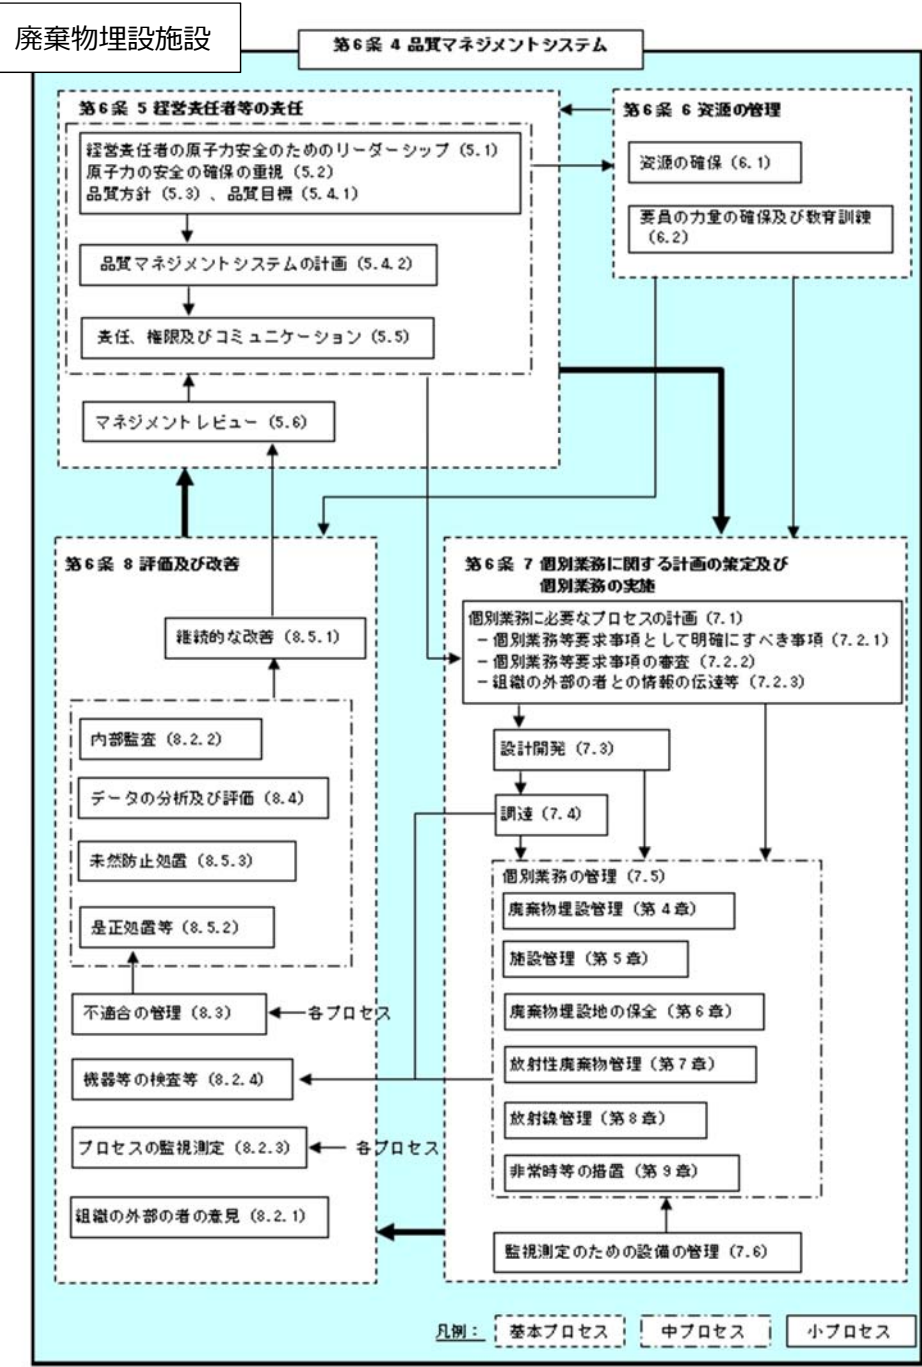 廃棄物埋設施設
第6条 4 品質マネジメントシステム
第6条 5 経営責任者等の責任
経営責任者の原子力安全のためのリーダーシップ (5.1)
原子力の安全の確保の重視 (5.2)
品質方針 (5.3) 、品質目標 (5.4.1)
品質マネジメントシステムの計画 (5.4.2)
責任、権限及びコミュニケーション (5.5)
マネジメントレビュー (5.6)
第6条 6 資源の管理
資源の確保 (6.1)
要員の力量の確保及び教育訓練
(6.2)
第6条 8 評価及び改善
継続的な改善 (8.5.1)
内部監査 (8.2.2)
データの分析及び評価 (8.4)
未然防止処置 (8.5.3)
是正処置等 (8.5.2)
不適合の管理 (8.3)
各プロセス
機器等の検査等 (8.2.4)
プロセスの監視測定 (8.2.3)
各プロセス
組織の外部の者の意見 (8.2.1)
第6条 7 個別業務に関する計画の策定及び
個別業務の実施
個別業務に必要なプロセスの計画 (7.1)
－個別業務等要求事項として明確にすべき事項 (7.2.1)
－個別業務等要求事項の審査 (7.2.2)
－組織の外部の者との情報の伝達等 (7.2.3)
設計開発 (7.3)
調達 (7.4)
個別業務の管理 (7.5)
廃棄物埋設管理 (第4章)
施設管理 (第5章)
廃棄物埋設地の保全 (第6章)
放射性廃棄物管理 (第7章)
放射線管理 (第8章)
非常時等の措置 (第9章)
監視測定のための設備の管理 (7.6)
凡例： 基本プロセス 中プロセス 小プロセス